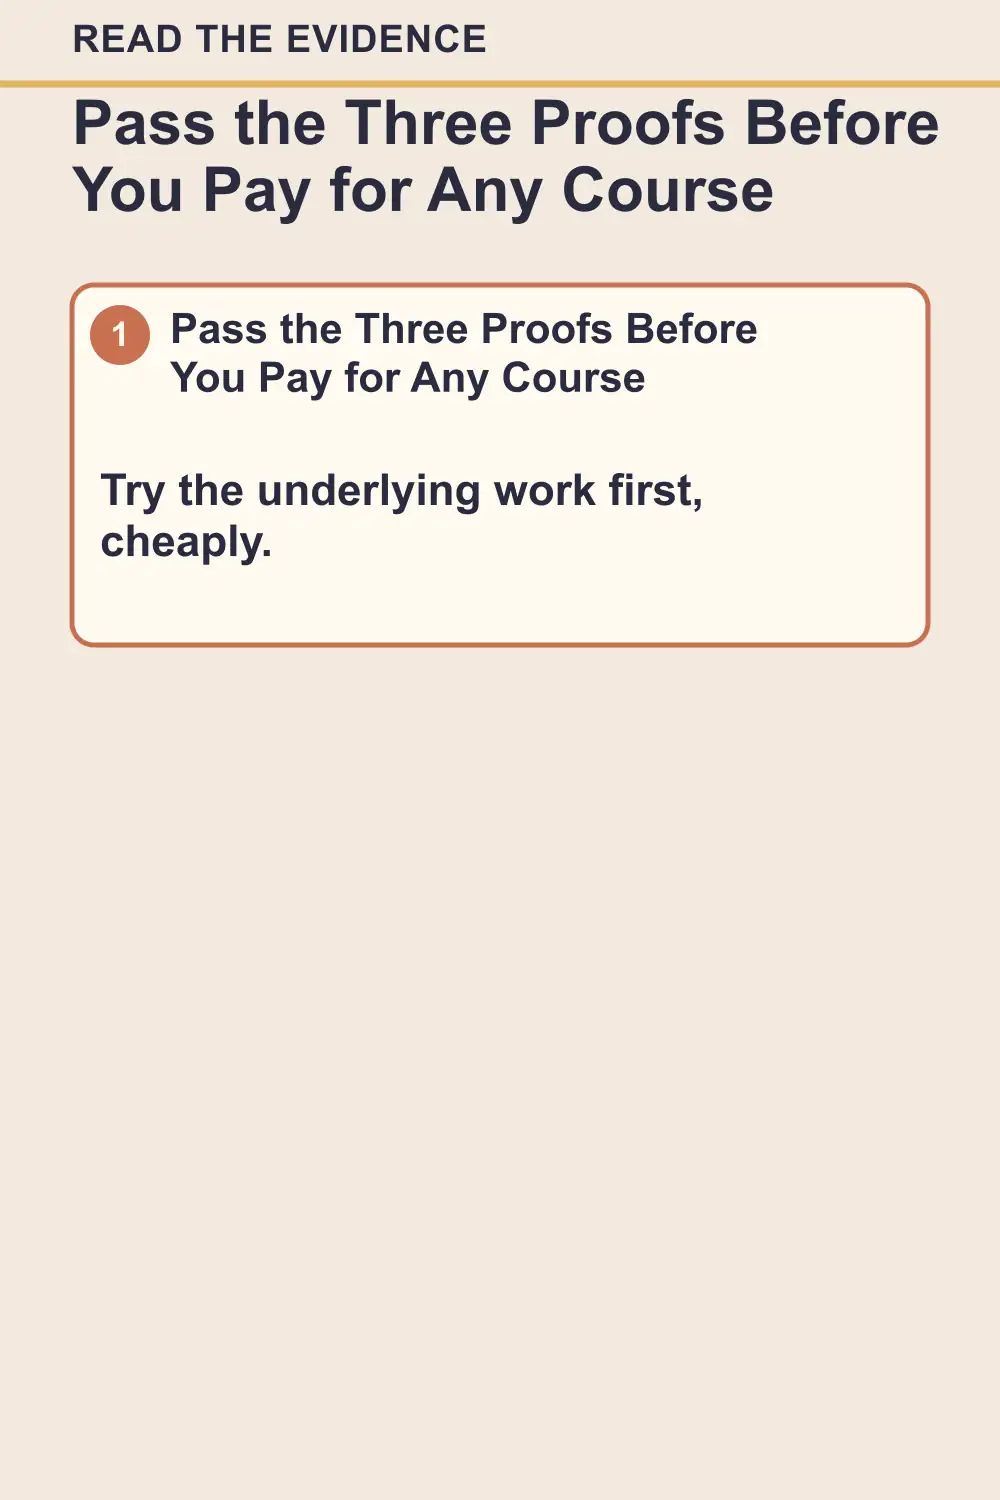 READ THE EVIDENCE
Pass the Three Proofs Before
You Pay for Any Course
1
Pass the Three Proofs Before
You Pay for Any Course
Try the underlying work first,
cheaply.